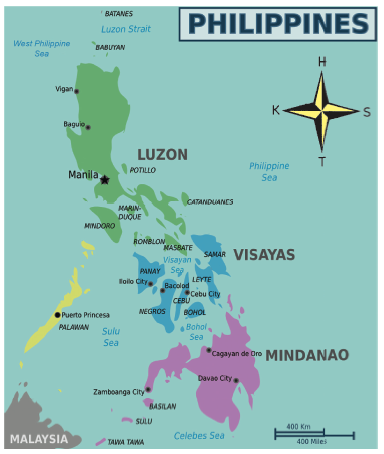 BATANES
PHILIPPINES
Luzon Strait
West Philippine
Sea
BABUYAN
H
Vigan
K
S
Baguio
T
LUZON
POTILLO
Manila
Philippine
Sea
CATANDUANES
MARIN-
DUQUE
MINDORO
ROMBLON
MASBATE
SAMAR
VISAYAS
Visayan
Sea
PANAY
LEYTE
Iloilo City
Bacolod
Cebu City
CEBU
NEGROS
BOHOL
Puerto Princesa
PALAWAN
Sulu
Sea
Bohol
Sea
Cagayan de Oro
MINDANAO
Davao City
Zamboanga City
BASILAN
SULU
400 Km
400 Miles
MALAYSIA
TAWA TAWA
Celebes Sea